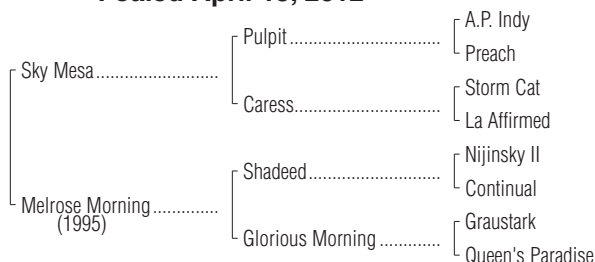 Foaled April
2012
A.P. Indy
Pulpit
Preach
Sky Mesa
Storm Cat
Caress
La Affirmed
Nijinsky II
Shadeed
Continual
Melrose Morning
(1995)
Graustark
Glorious Morning
Queen's Paradise